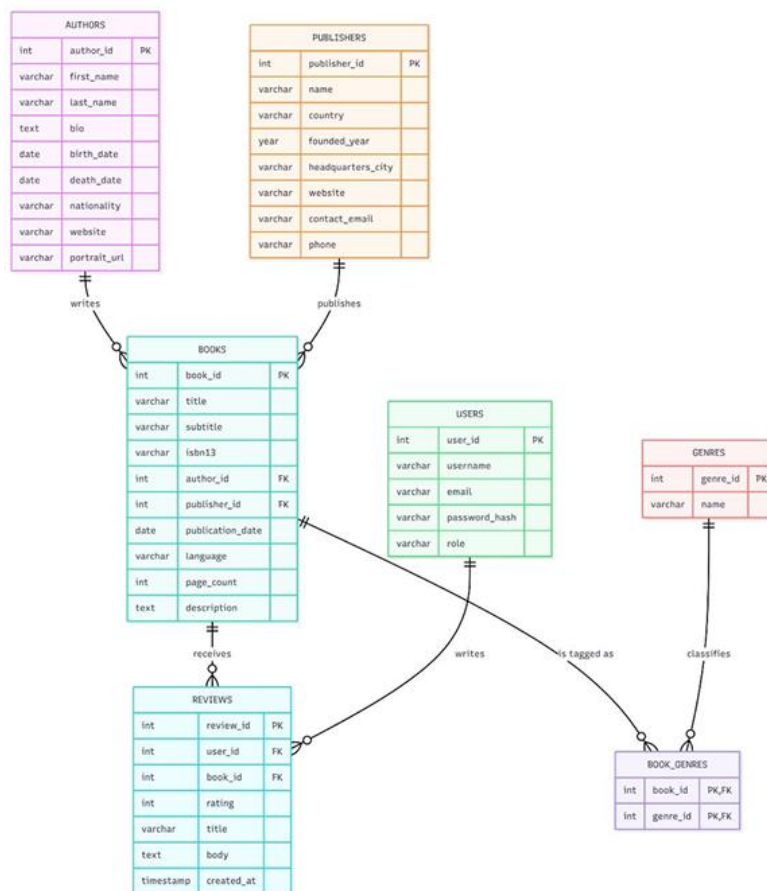 AUTHORS
int author_id PK
varchar first_name
varchar last_name
text bio
date birth_date
date death_date
varchar nationality
varchar website
varchar portrait_url
PUBLISHERS
int publisher_id PK
varchar name
varchar country
year founded_year
varchar headquarters_city
varchar website
varchar contact_email
varchar phone
writes
publishes
BOOKS
int book_id PK
varchar title
varchar subtitle
varchar isbn13
int author_id FK
int publisher_id FK
date publication_date
varchar language
int page_count
text description
USERS
int user_id PK
varchar username
varchar email
varchar password_hash
varchar role
GENRES
int genre_id PK
varchar name
receives
writes
is tagged as
classifies
REVIEWS
int review_id PK
int user_id FK
int book_id FK
int rating
varchar title
text body
timestamp created_at
BOOK_GENRES
int book_id PK,FK
int genre_id PK,FK